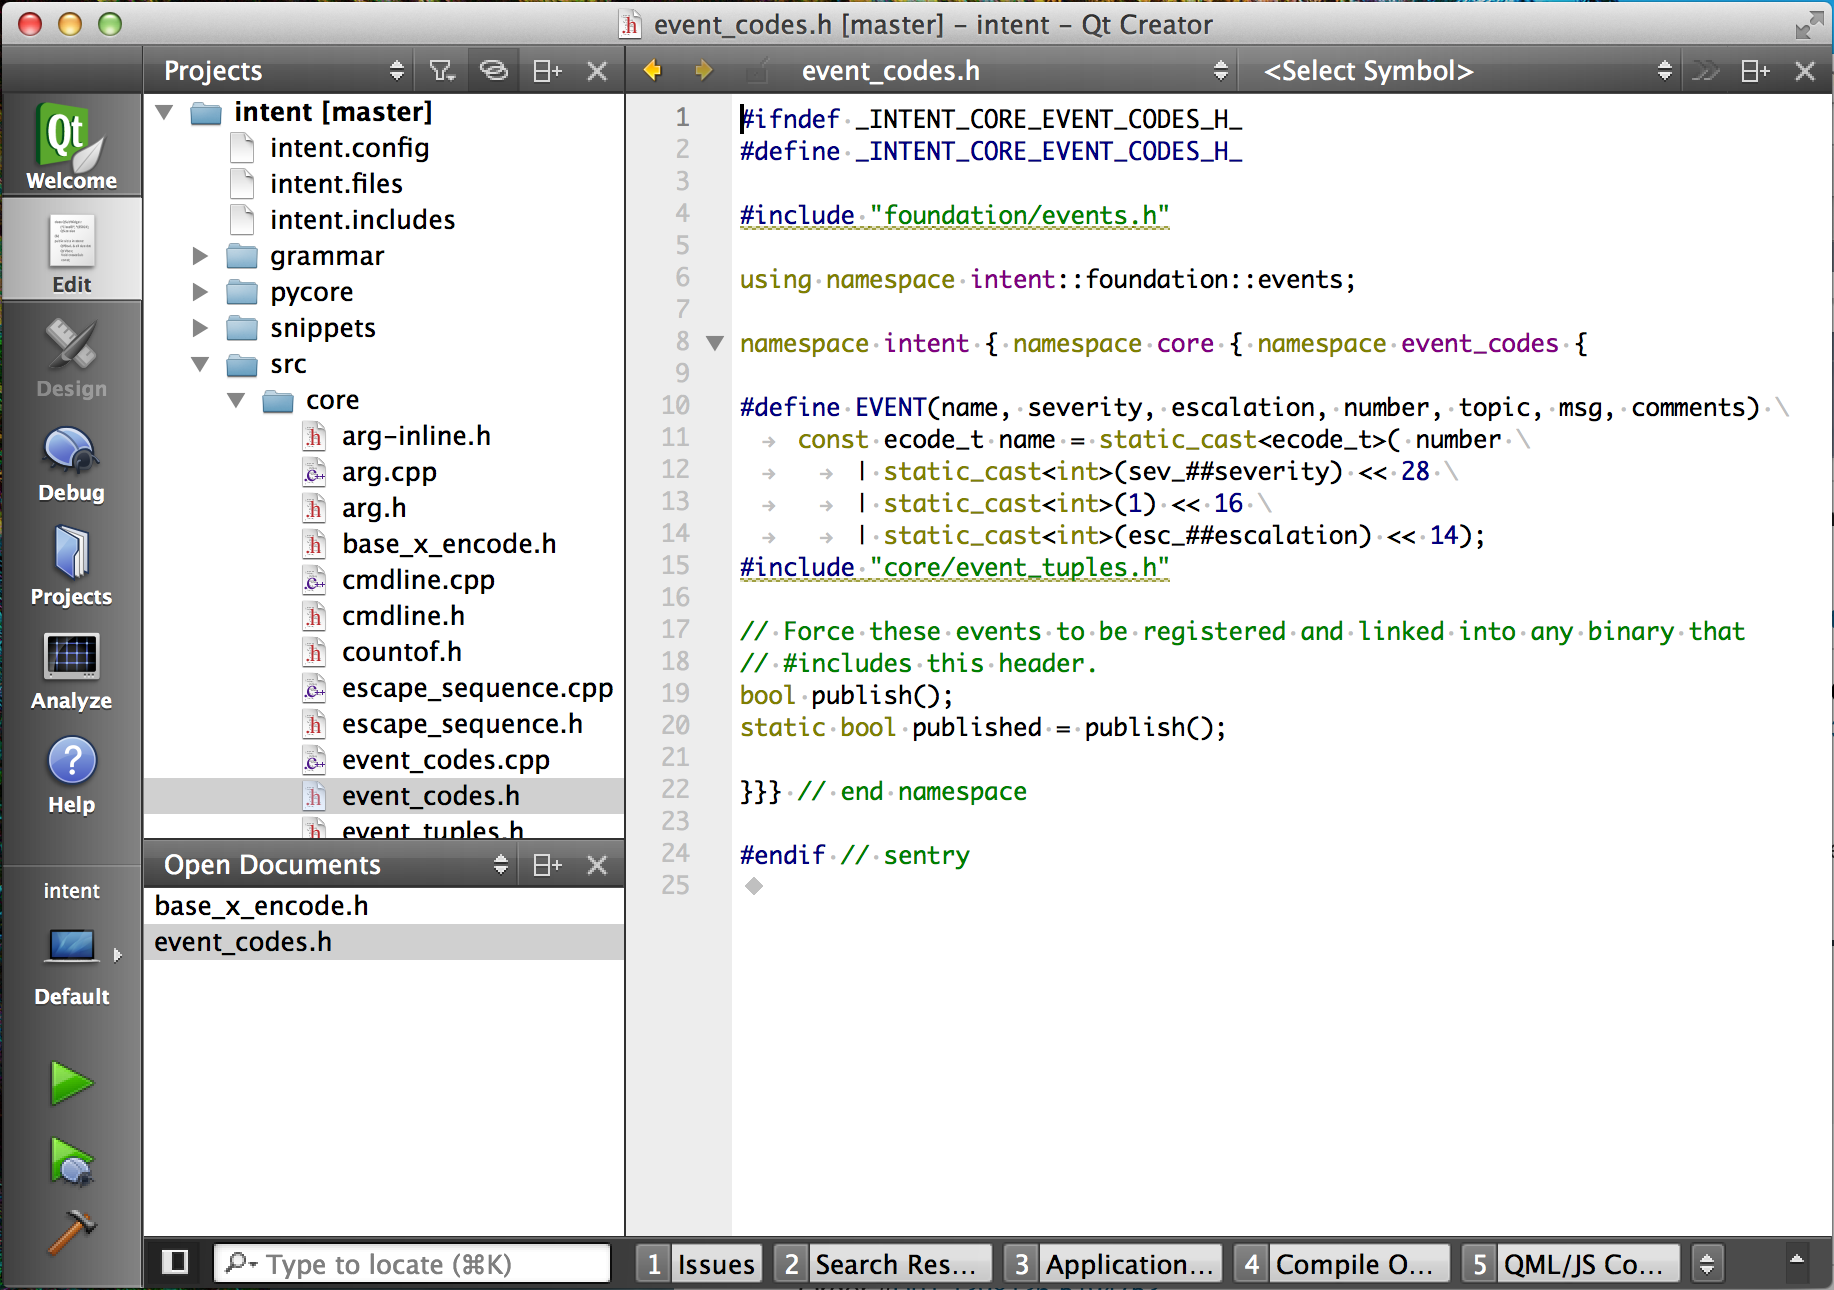 event_codes.h [master] – intent – Qt Creator
Projects
event_codes.h
<Select Symbol>
Qt
Welcome
Edit
Design
Debug
Projects
Analyze
Help
intent
Default
intent [master]
intent.config
intent.files
intent.includes
grammar
pycore
snippets
src
core
arg-inline.h
arg.cpp
arg.h
base_x_encode.h
cmdline.cpp
cmdline.h
countof.h
escape_sequence.cpp
escape_sequence.h
event_codes.cpp
event_codes.h
event_tuples.h
Open Documents
base_x_encode.h
event_codes.h
1 #ifndef _INTENT_CORE_EVENT_CODES_H_
2 #define _INTENT_CORE_EVENT_CODES_H_
3
4 #include "foundation/events.h"
5
6 using namespace intent::foundation::events;
7
8 namespace intent { namespace core { namespace event_codes {
9
10 #define EVENT(name, severity, escalation, number, topic, msg, comments) \
11 const ecode_t name = static_cast<ecode_t>( number \
12 | static_cast<int>(sev_##severity) << 28 \
13 | static_cast<int>(1) << 16 \
14 | static_cast<int>(esc_##escalation) << 14);
15 #include "core/event_tuples.h"
16
17 // Force these events to be registered and linked into any binary that
18 // #includes this header.
19 bool publish();
20 static bool published = publish();
21
22 }}} // end namespace
23
24 #endif // sentry
25
Type to locate (⌘K)
1 Issues
2 Search Res...
3 Application...
4 Compile O...
5 QML/JS Co...